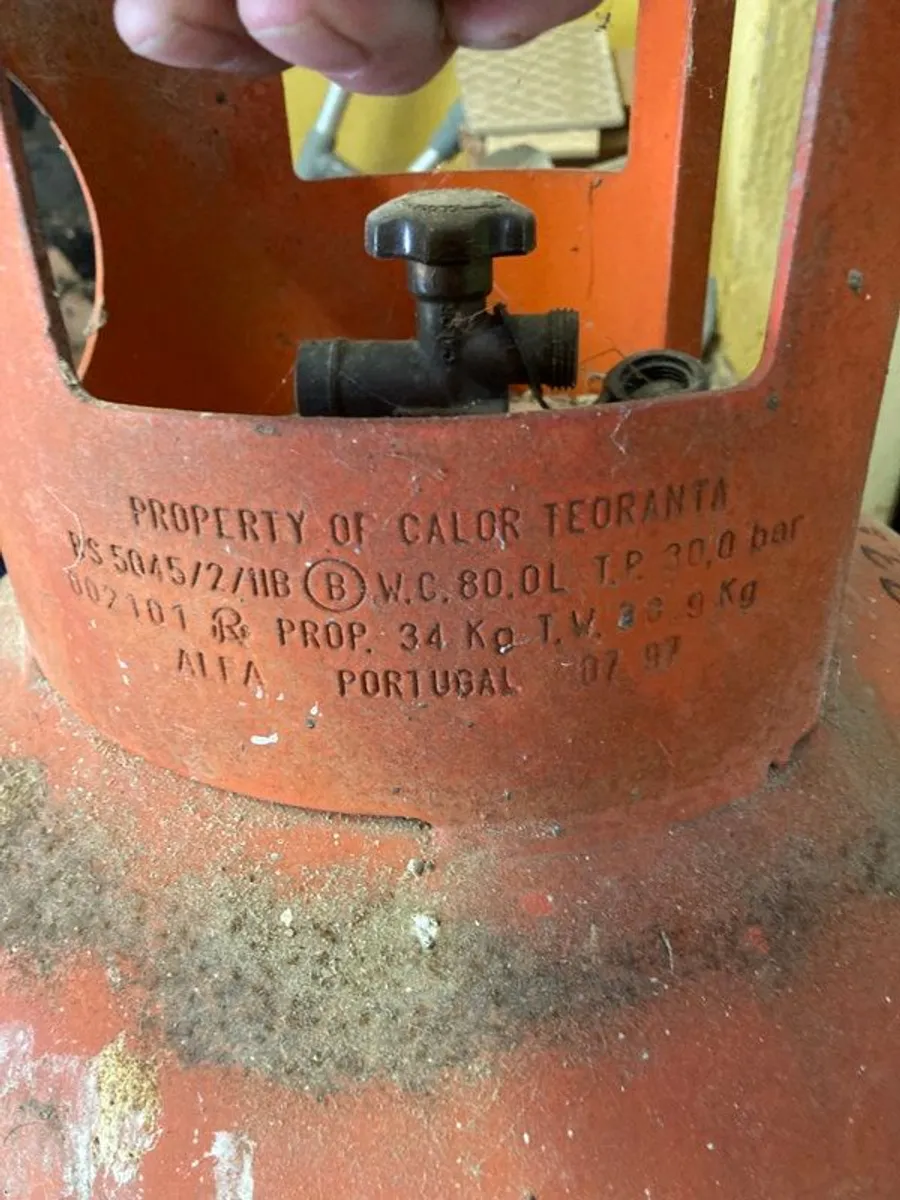 PROPERTY OF CALOR TEORANTA
BS 5045/2/11B B W.C. 80.0L T.P. 30,0 bar
002101 PROP. 34 Kg T.W. Kg
ALFA PORTUGAL 07 97